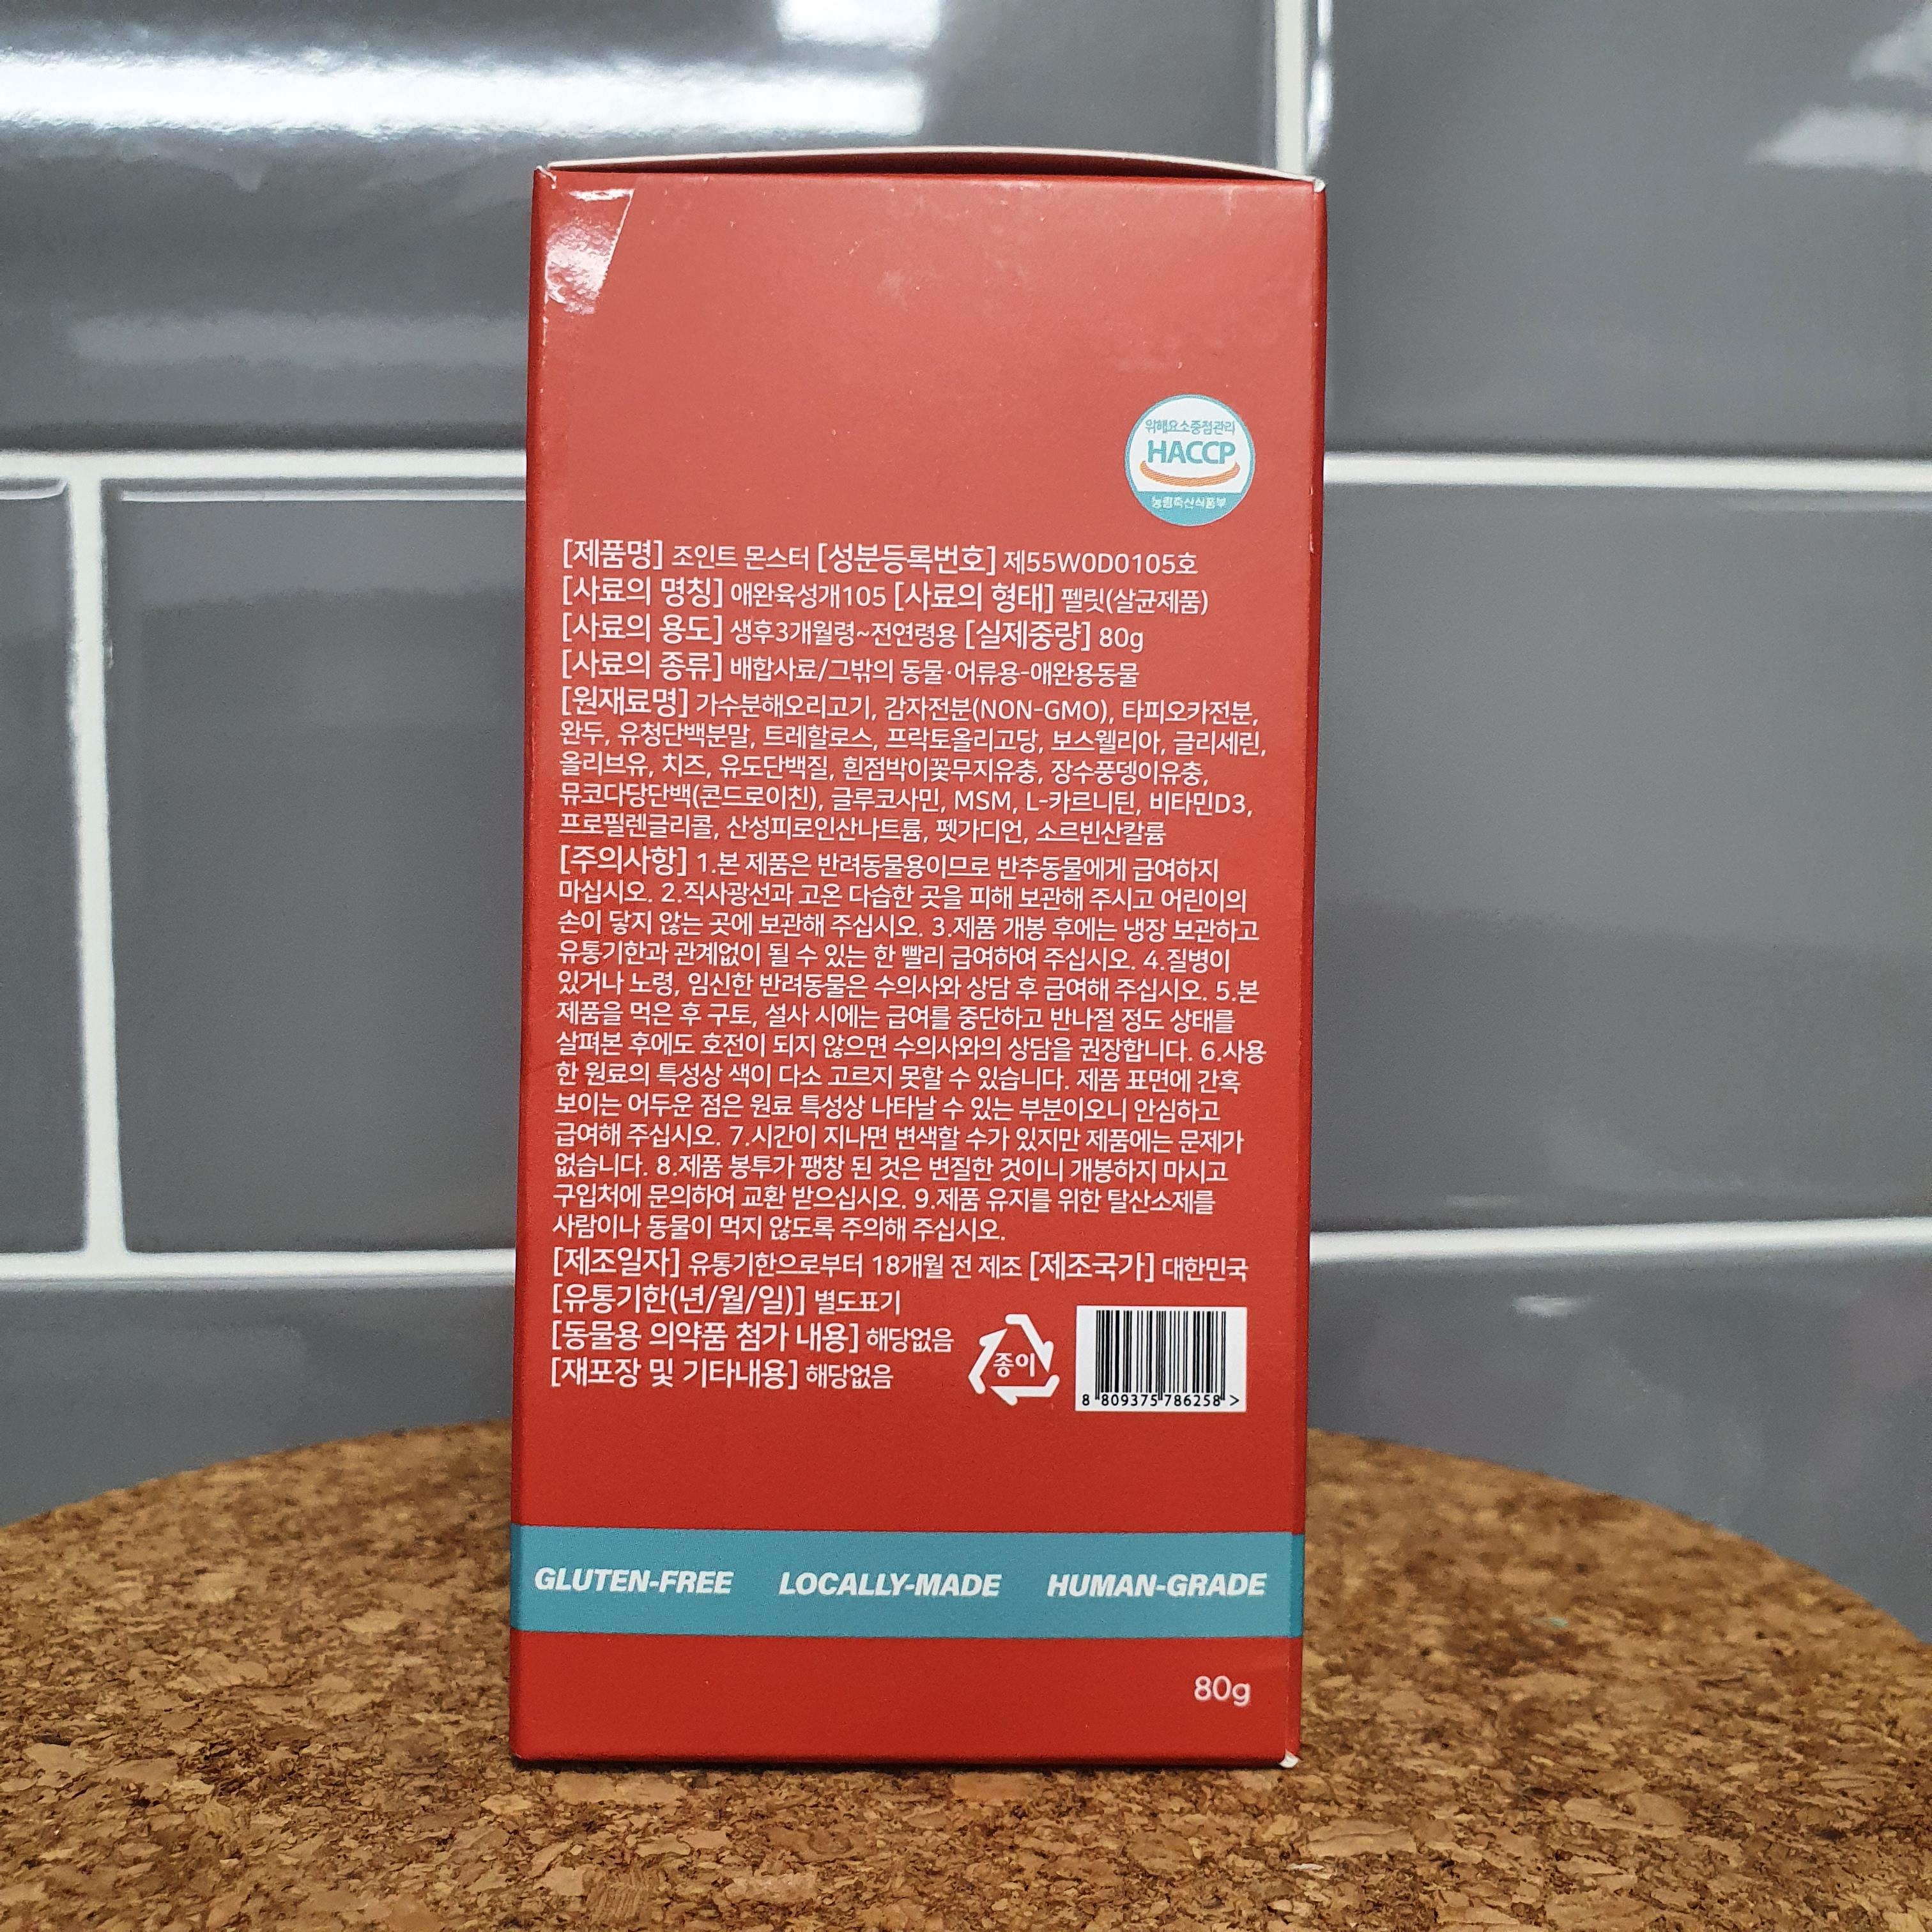 위해요소중점관리
HACCP
농림축산식품부
[제품명] 조인트 몬스터 [성분등록번호] 제55W0D0105호
[사료의 명칭] 애완육성개105 [사료의 형태] 펠릿(살균제품)
[사료의 용도] 생후3개월령~전연령용 [실제중량] 80g
[사료의 종류] 배합사료/그밖의 동물·어류용-애완용동물
[원재료명] 가수분해오리고기, 감자전분(NON-GMO), 타피오카전분,
완두, 유청단백분말, 트레할로스, 프락토올리고당, 보스웰리아, 글리세린,
올리브유, 치즈, 유도단백질, 흰점박이꽃무지유충, 장수풍뎅이유충,
뮤코다당단백(콘드로이친), 글루코사민, MSM, L-카르니틴, 비타민D3,
프로필렌글리콜, 산성피로인산나트륨, 펫가디언, 소르빈산칼륨
[주의사항] 1.본 제품은 반려동물용이므로 반추동물에게 급여하지
마십시오. 2.직사광선과 고온 다습한 곳을 피해 보관해 주시고 어린이의
손이 닿지 않는 곳에 보관해 주십시오. 3.제품 개봉 후에는 냉장 보관하고
유통기한과 관계없이 될 수 있는 한 빨리 급여하여 주십시오. 4.질병이
있거나 노령, 임신한 반려동물은 수의사와 상담 후 급여해 주십시오. 5.본
제품을 먹은 후 구토, 설사 시에는 급여를 중단하고 반나절 정도 상태를
살펴본 후에도 호전이 되지 않으면 수의사와의 상담을 권장합니다. 6.사용
한 원료의 특성상 색이 다소 고르지 못할 수 있습니다. 제품 표면에 간혹
보이는 어두운 점은 원료 특성상 나타날 수 있는 부분이오니 안심하고
급여해 주십시오. 7.시간이 지나면 변색할 수가 있지만 제품에는 문제가
없습니다. 8.제품 봉투가 팽창 된 것은 변질한 것이니 개봉하지 마시고
구입처에 문의하여 교환 받으십시오. 9.제품 유지를 위한 탈산소제를
사람이나 동물이 먹지 않도록 주의해 주십시오.
[제조일자] 유통기한으로부터 18개월 전 제조 [제조국가] 대한민국
[유통기한(년/월/일)] 별도표기
[동물용 의약품 첨가 내용] 해당없음
[재포장 및 기타내용] 해당없음
종이
8 809375 786258 >
GLUTEN-FREE LOCALLY-MADE HUMAN-GRADE
80g